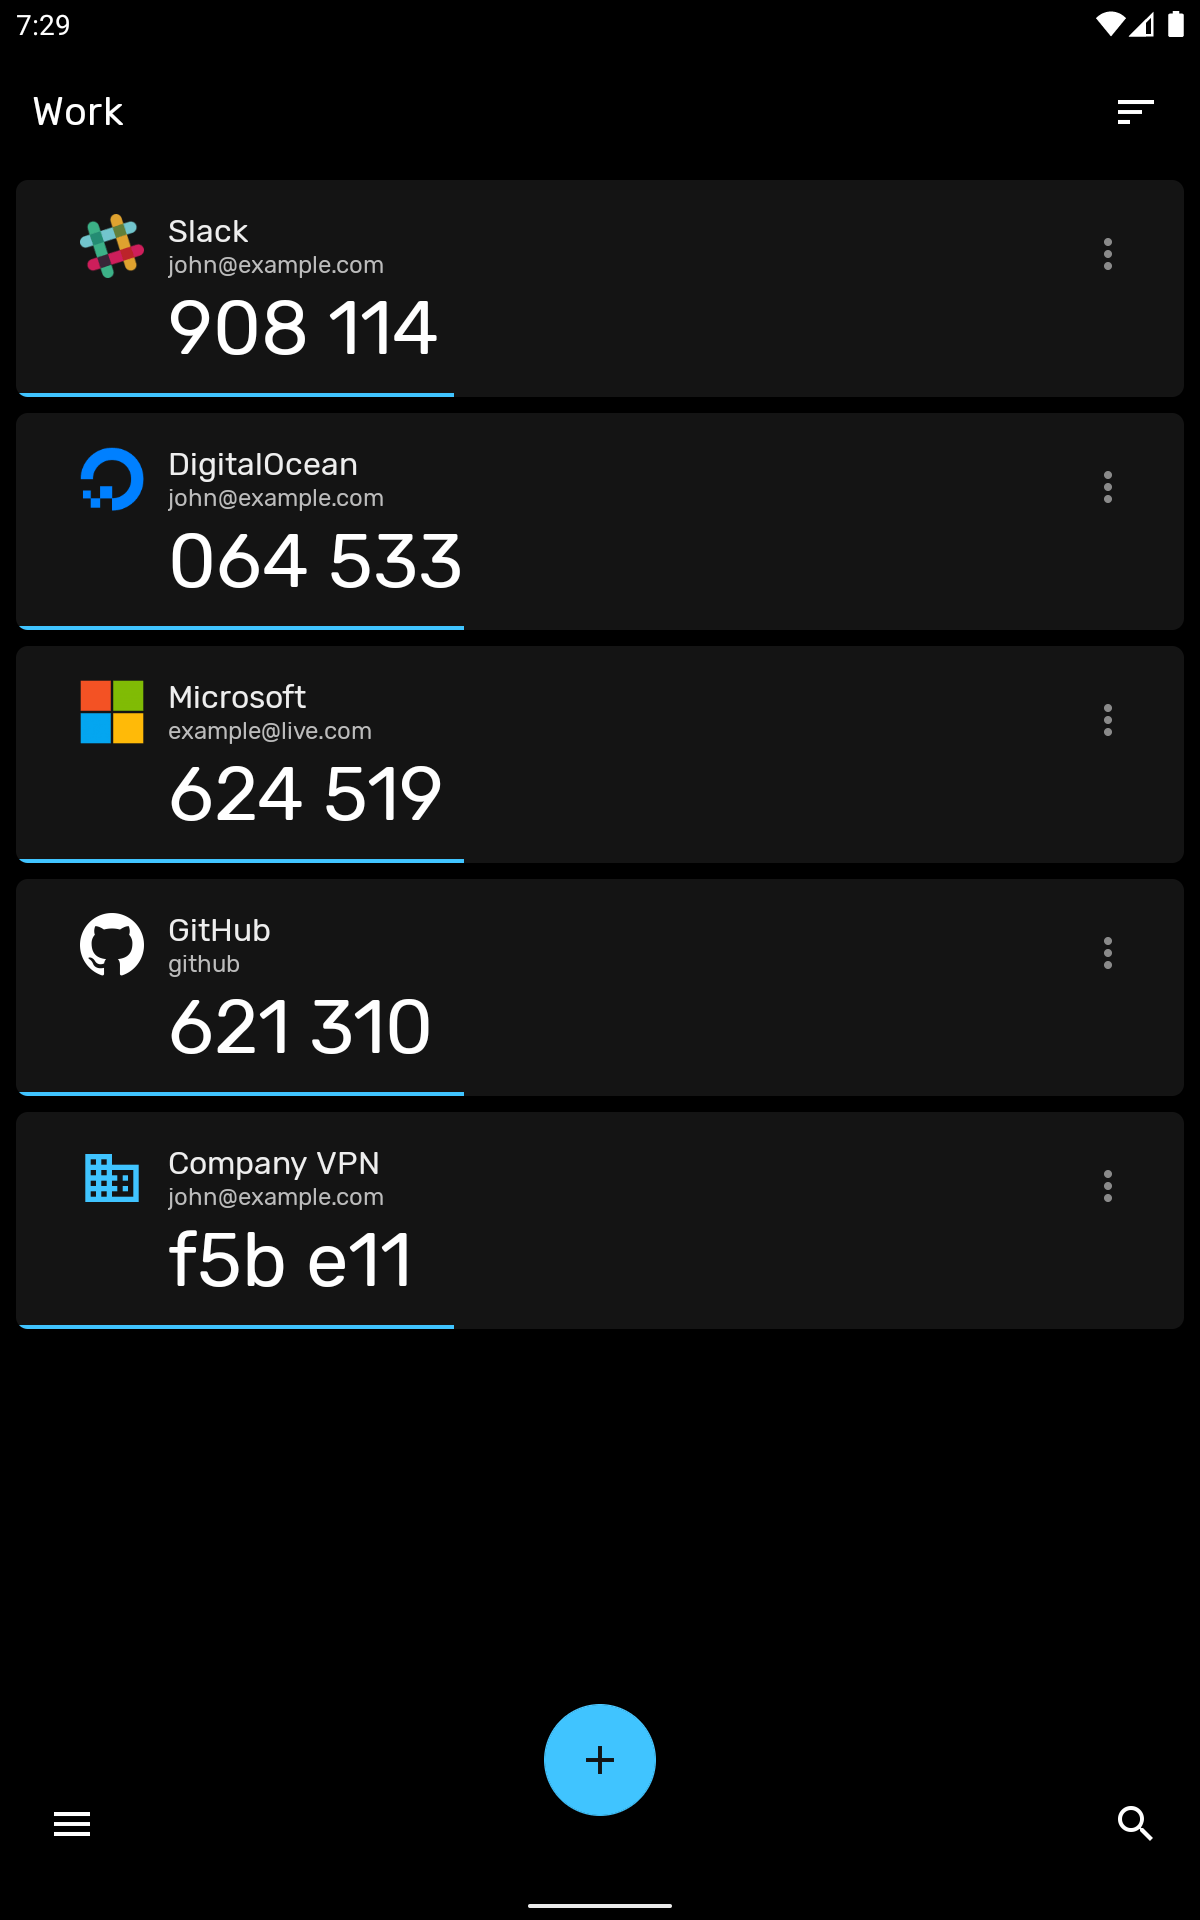 7:29
Work
Slack
john@example.com
908 114
DigitalOcean
john@example.com
064 533
Microsoft
example@live.com
624 519
GitHub
github
621 310
Company VPN
john@example.com
f5b e11